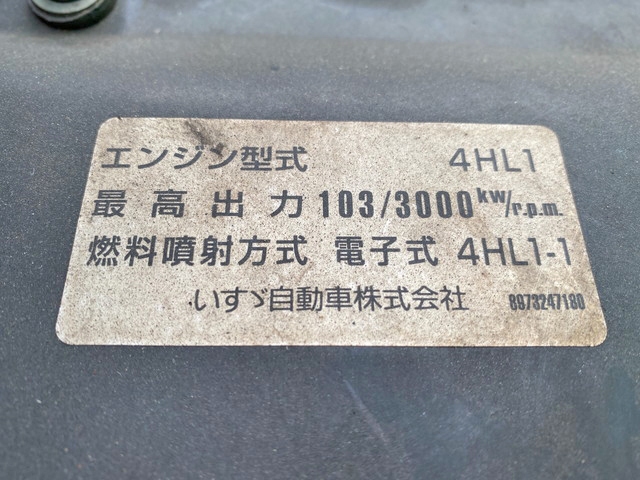 エンジン型式 4HL1
最高出力 103/3000 kw/r.p.m.
燃料噴射方式 電子式 4HL1-1
いすゞ自動車株式会社 8973247180